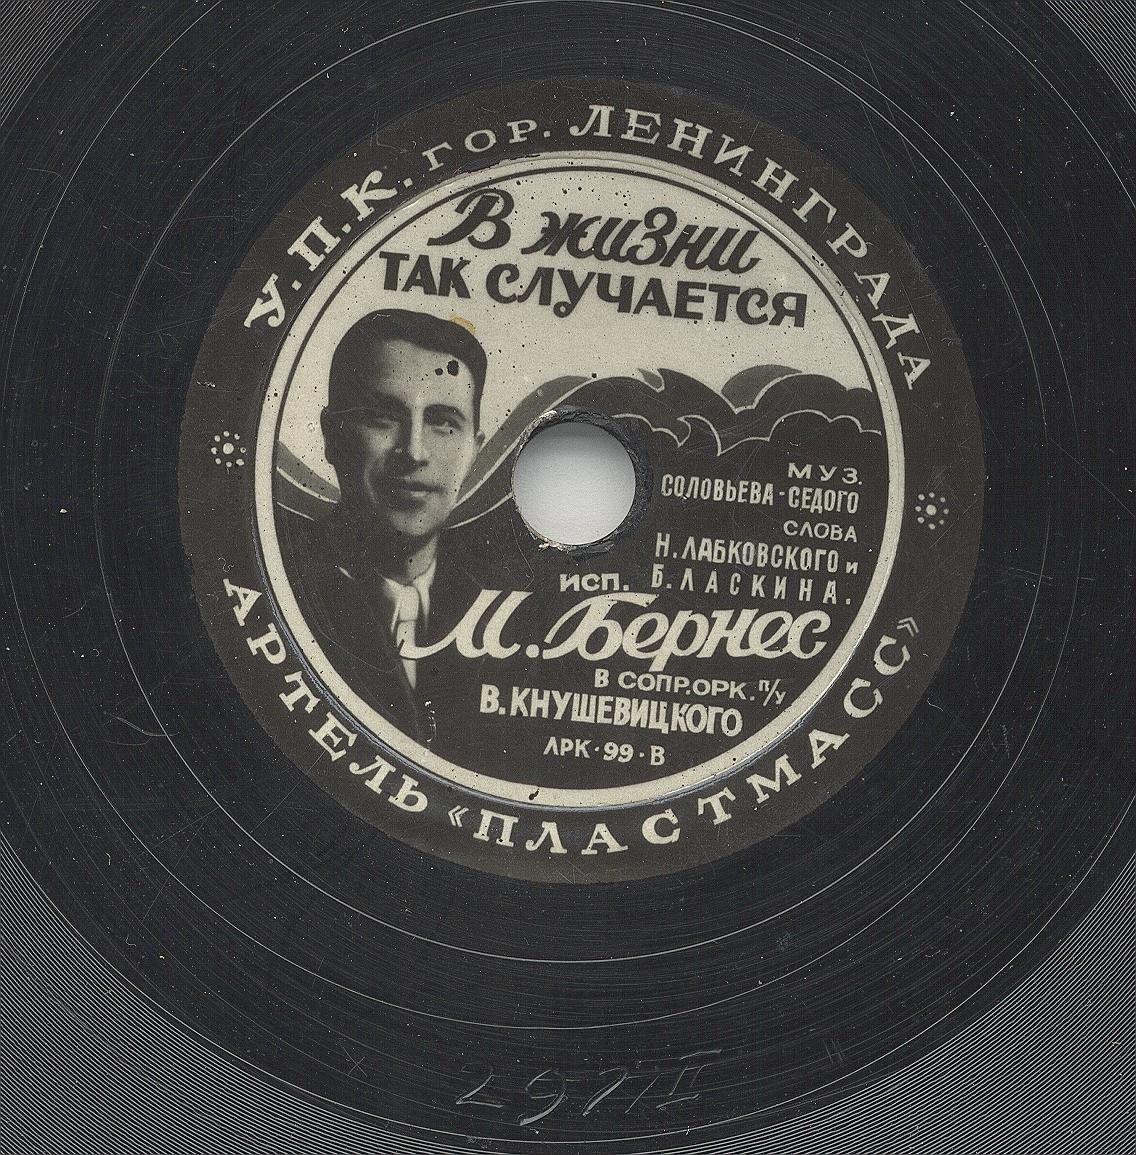 У.П.К. ГОР. ЛЕНИНГРАДА
В жиЗни
ТАК СЛУЧАЕТСЯ
МУЗ.
СОЛОВЬЕВА-СЕДОГО
СЛОВА
Н. ЛАБКОВСКОГО и
Б. ЛАСКИНА.
исп.
М. Бернес
В СОПР. ОРК. п/у
В. КНУШЕВИЦКОГО
ЛРК·99·В
АРТЕЛЬ «ПЛАСТМАСС»